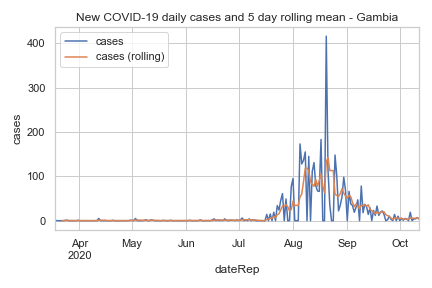 New COVID-19 daily cases and 5 day rolling mean - Gambia
cases
cases (rolling)
400
300
200
100
0
cases
Apr
2020
May
Jun
Jul
Aug
Sep
Oct
dateRep